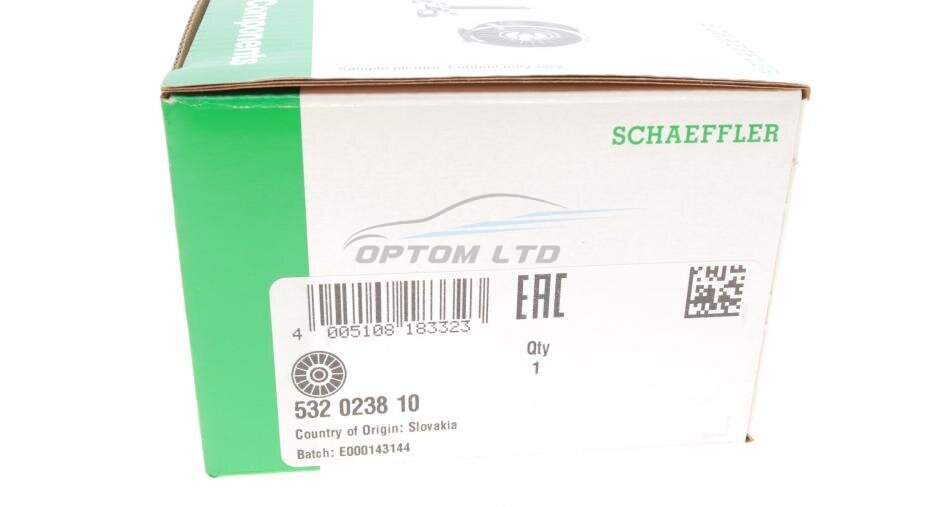 Components
Sample picture. Content may vary
SCHAEFFLER
OPTOM LTD
EAC
4 005108 183323
Qty
1
532 0238 10
Country of Origin: Slovakia
Batch: E000143144